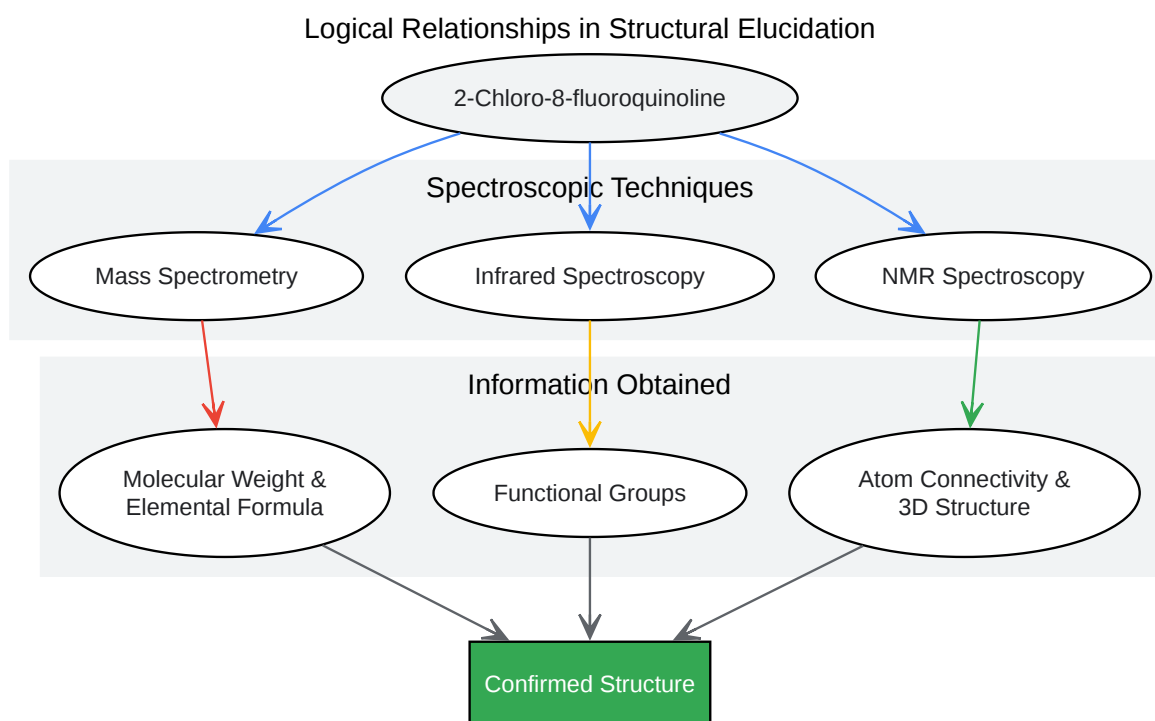 Logical Relationships in Structural Elucidation
2-Chloro-8-fluoroquinoline
Spectroscopic Techniques
Mass Spectrometry
Infrared Spectroscopy
NMR Spectroscopy
Information Obtained
Molecular Weight &
Elemental Formula
Functional Groups
Atom Connectivity &
3D Structure
Confirmed Structure